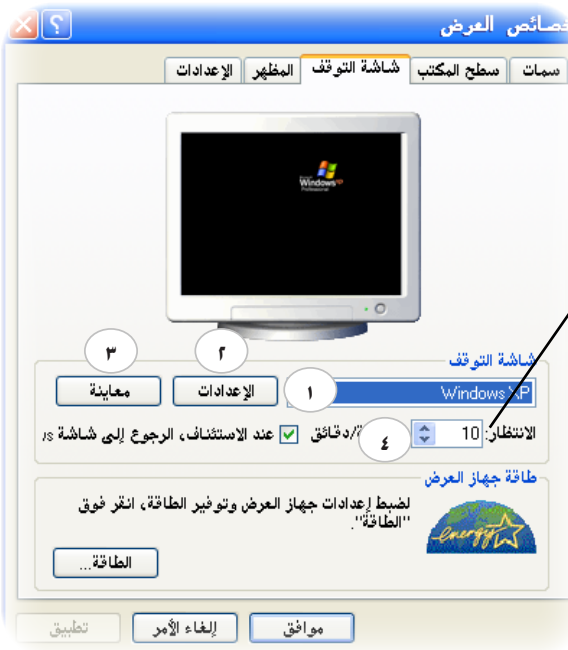 خصائص العرض
سمات سطح المكتب شاشة التوقف المظهر الإعدادات
Windows xp
Professional
شاشة التوقف
Windows XP ١ الإعدادات ٢ معاينة ٣
الانتظار: 10 ٤ ة/دقائق عند الاستئناف، الرجوع إلى شاشة
طاقة جهاز العرض
لضبط إعدادات جهاز العرض وتوفير الطاقة، انقر فوق
"الطاقة".
energy
الطاقة...
موافق إلغاء الأمر تطبيق